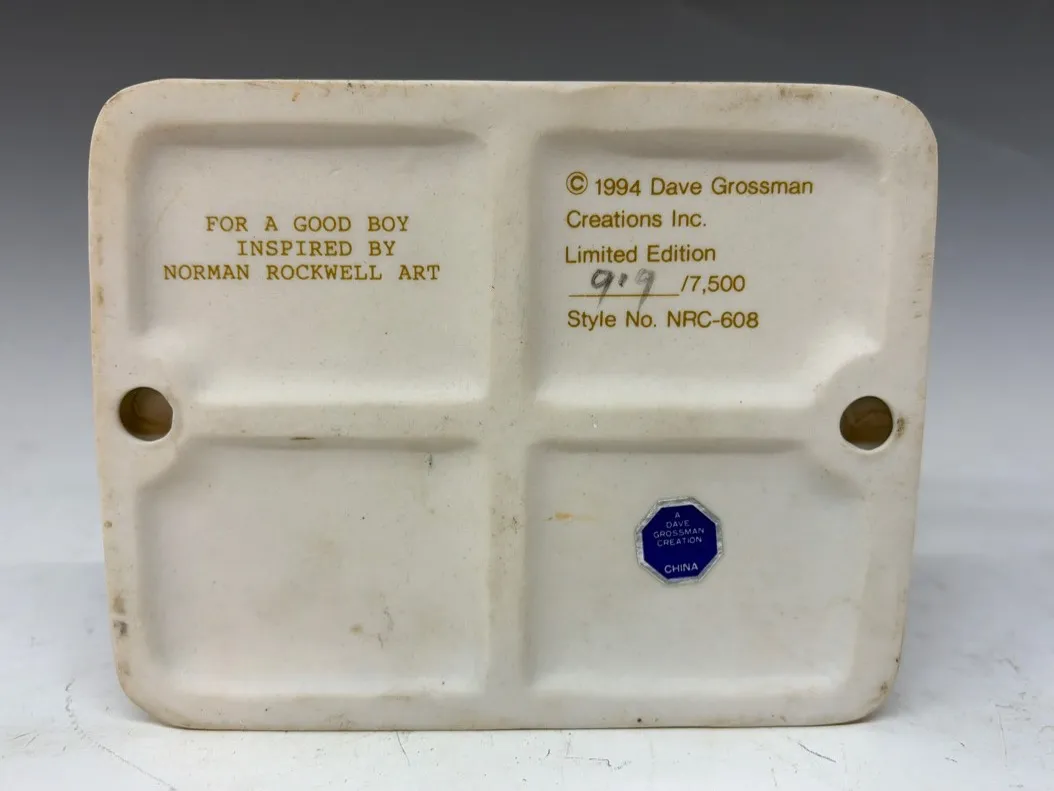 FOR A GOOD BOY
INSPIRED BY
NORMAN ROCKWELL ART
© 1994 Dave Grossman
Creations Inc.
Limited Edition
/7,500
Style No. NRC-608
A
DAVE
GROSSMAN
CREATION
CHINA